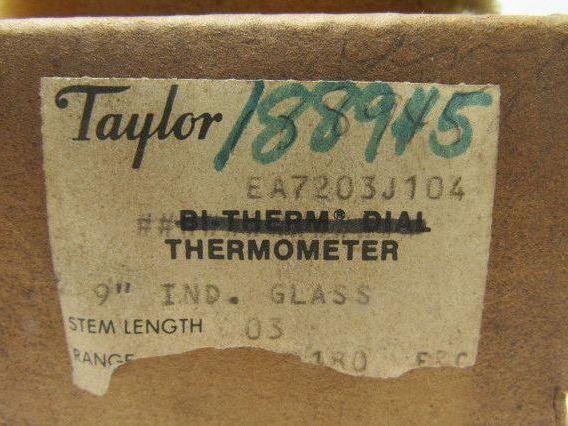 Taylor 188945
EA7203J104
## BI-THERM® DIAL
THERMOMETER
9" IND. GLASS
STEM LENGTH 03
RANGE 180 F&C